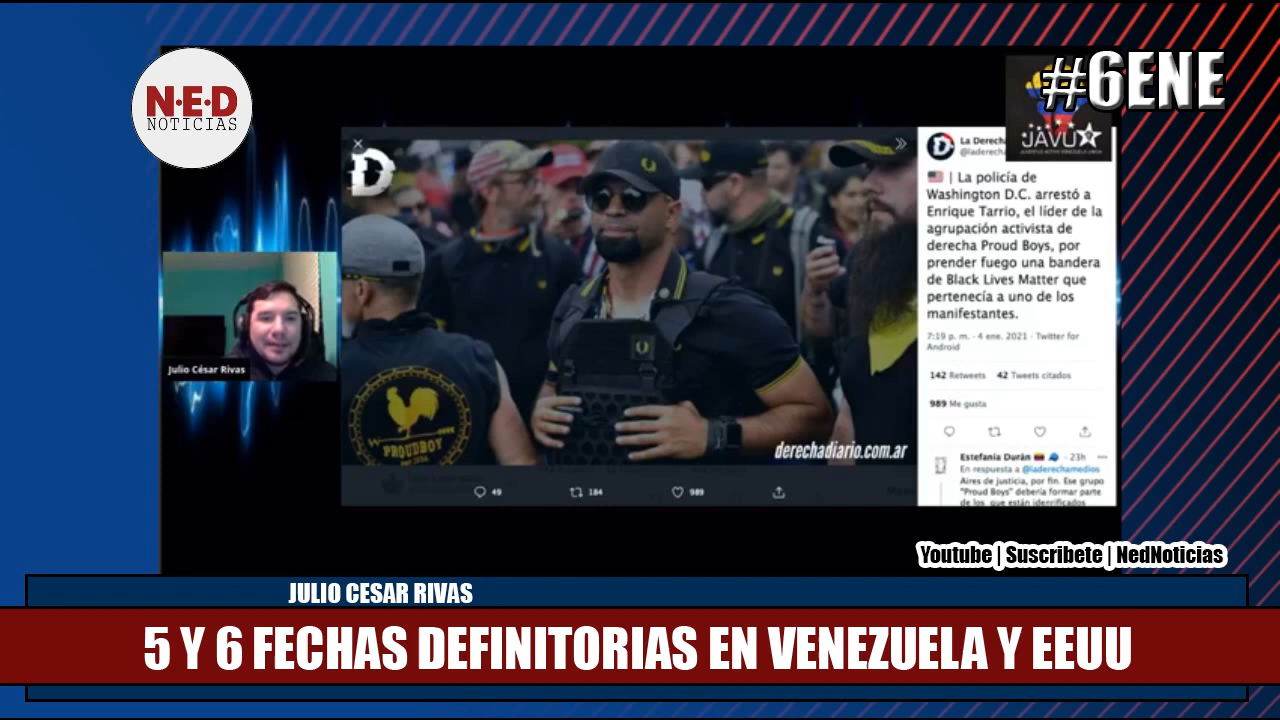 N·E·D
NOTICIAS
#6ENE
JAVU
D
La Derech
@laderech
| La policía de
Washington D.C. arrestó a
Enrique Tarrio, el líder de la
agrupación activista de
derecha Proud Boys, por
prender fuego una bandera
de Black Lives Matter que
pertenecía a uno de los
manifestantes.
7:19 p. m. · 4 ene. 2021 · Twitter for
Android
142 Retweets 42 Tweets citados
989 Me gusta
Estefanía Durán · 23h
En respuesta a @laderechamedios
Aires de justicia, por fin. Ese grupo
"Proud Boys" debería formar parte
de los que están idenrificados
PROUDBOY
derechadiario.com.ar
49 184 989
Julio César Rivas
Youtube | Suscribete | NedNoticias
JULIO CESAR RIVAS
5 Y 6 FECHAS DEFINITORIAS EN VENEZUELA Y EEUU